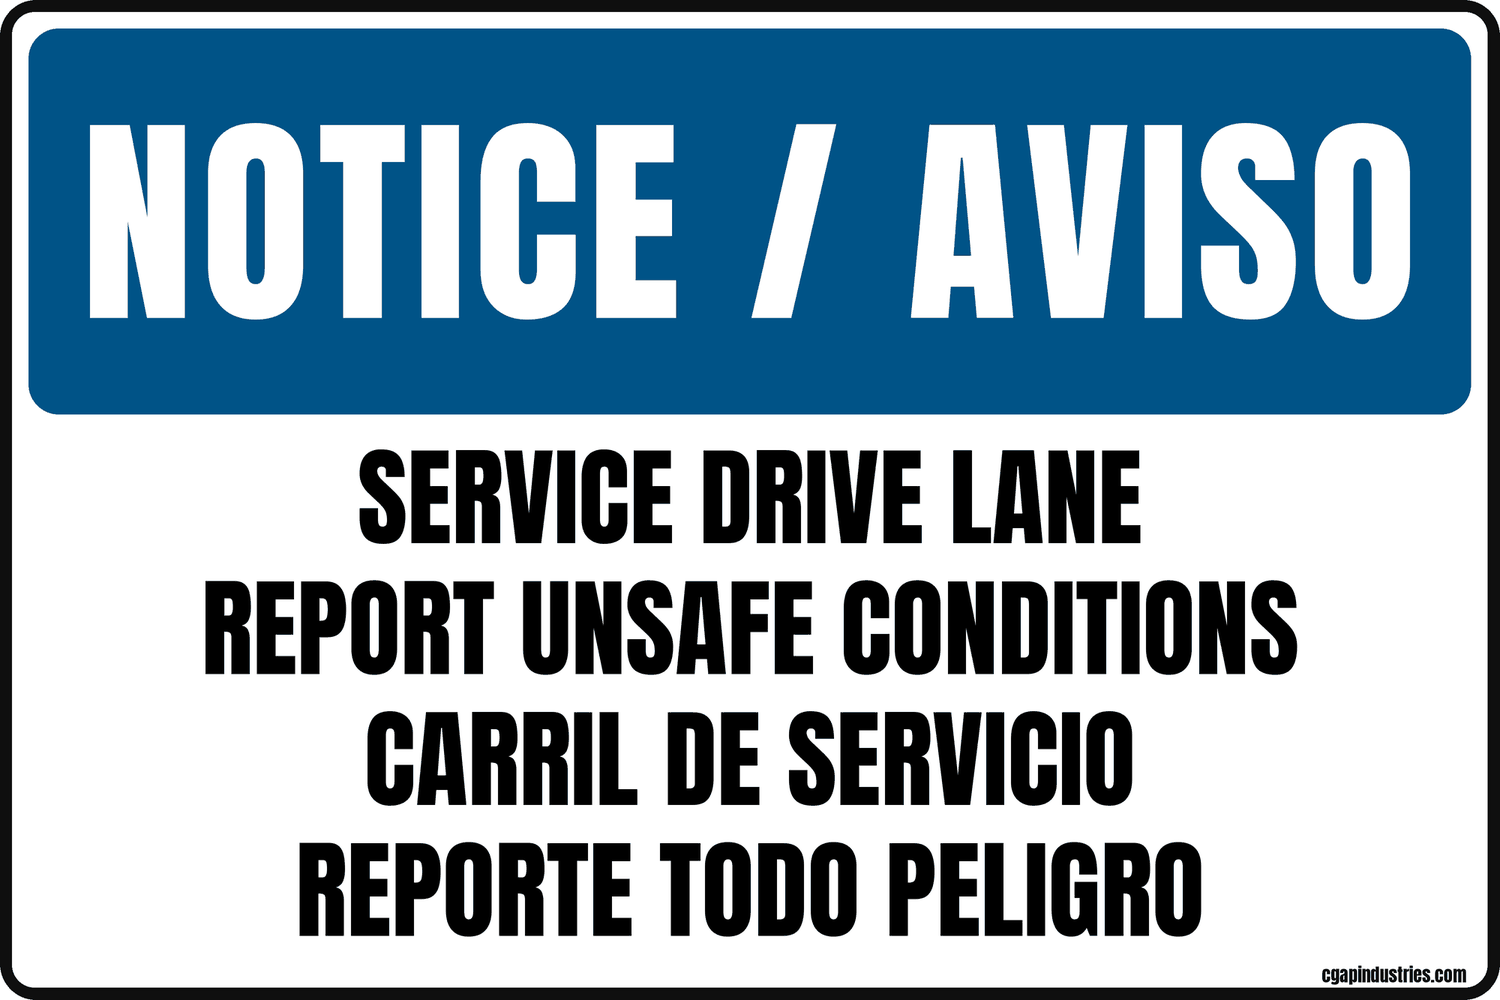 NOTICE / AVISO
SERVICE DRIVE LANE
REPORT UNSAFE CONDITIONS
CARRIL DE SERVICIO
REPORTE TODO PELIGRO
cgapindustries.com